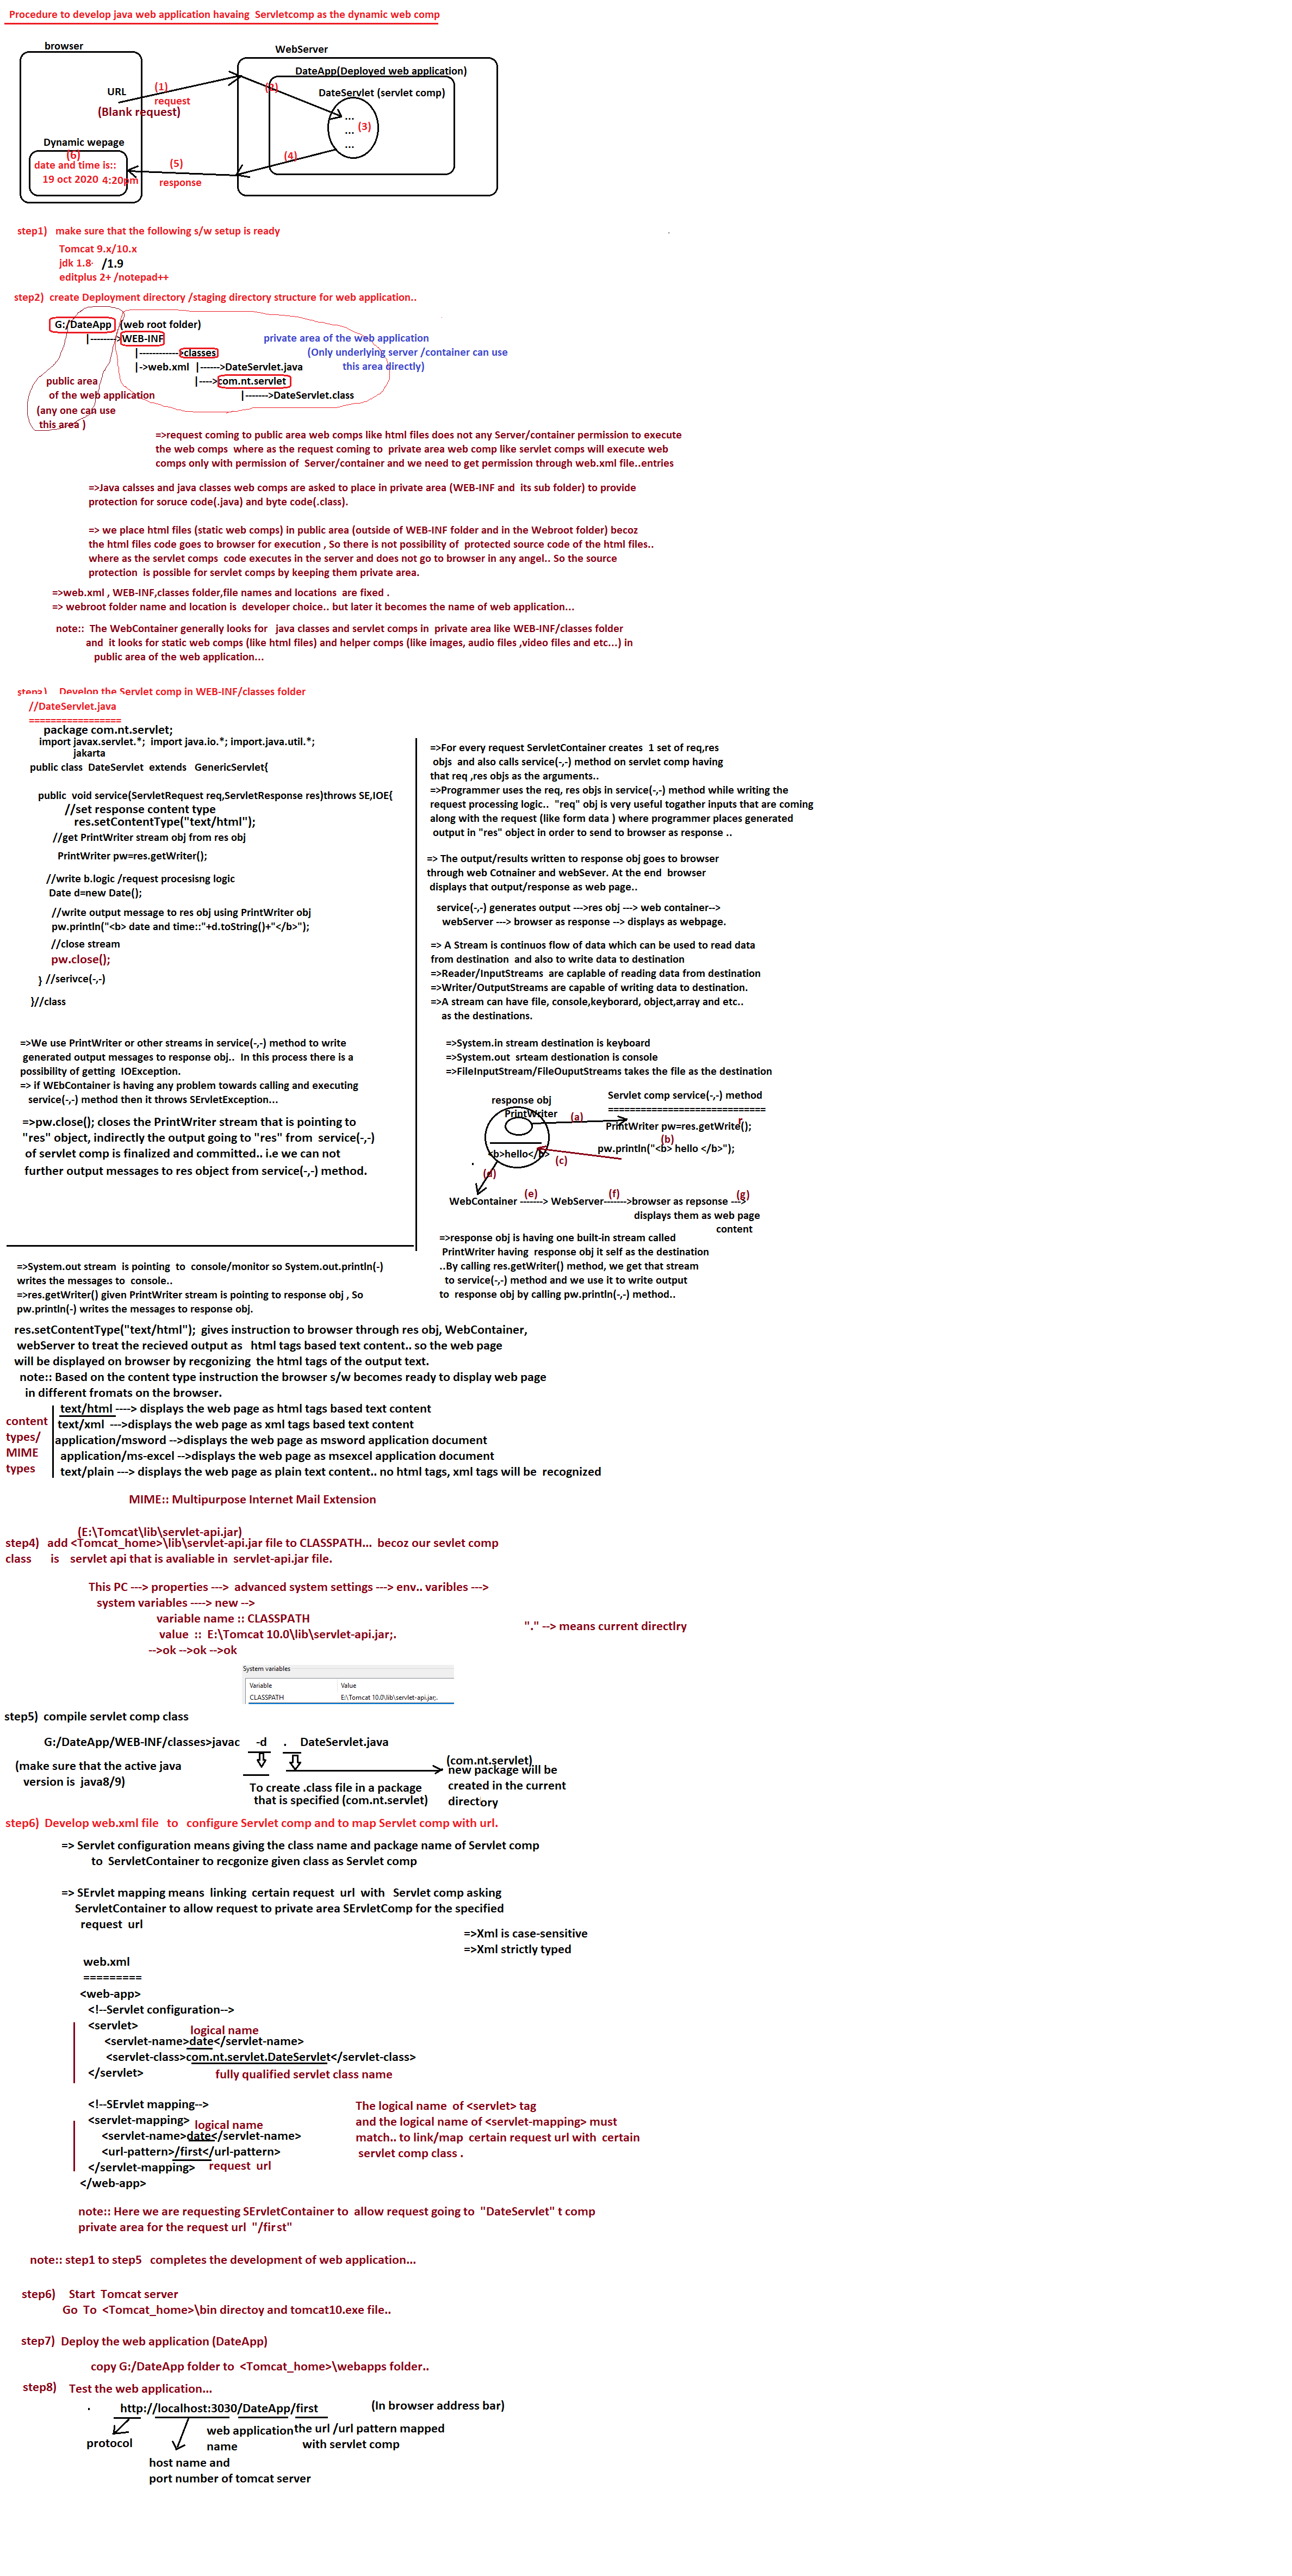 Procedure to develop java web application havaing Servletcomp as the dynamic web comp
browser
WebServer
DateApp(Deployed web application)
URL
(1)
request
(Blank request)
(2)
DateServlet (servlet comp)
...
... (3)
...
Dynamic wepage
(6)
date and time is::
19 oct 2020 4:20pm
(5)
response
(4)
step1) make sure that the following s/w setup is ready
Tomcat 9.x/10.x
jdk 1.8 /1.9
editplus 2+ /notepad++
step2) create Deployment directory /staging directory structure for web application..
G:/DateApp (web root folder)
|-------->WEB-INF
private area of the web application
|------------>classes
(Only underlying server /container can use
|->web.xml |------>DateServlet.java
this area directly)
public area
|---->com.nt.servlet
of the web application
|------->DateServlet.class
(any one can use
this area )
=>request coming to public area web comps like html files does not any Server/container permission to execute
the web comps where as the request coming to private area web comp like servlet comps will execute web
comps only with permission of Server/container and we need to get permission through web.xml file..entries
=>Java calsses and java classes web comps are asked to place in private area (WEB-INF and its sub folder) to provide
protection for soruce code(.java) and byte code(.class).
=> we place html files (static web comps) in public area (outside of WEB-INF folder and in the Webroot folder) becoz
the html files code goes to browser for execution , So there is not possibility of protected source code of the html files..
where as the servlet comps code executes in the server and does not go to browser in any angel.. So the source
protection is possible for servlet comps by keeping them private area.
=>web.xml , WEB-INF,classes folder,file names and locations are fixed .
=> webroot folder name and location is developer choice.. but later it becomes the name of web application...
note:: The WebContainer generally looks for java classes and servlet comps in private area like WEB-INF/classes folder
and it looks for static web comps (like html files) and helper comps (like images, audio files ,video files and etc...) in
public area of the web application...
step3) Develop the Servlet comp in WEB-INF/classes folder
//DateServlet.java
=================
package com.nt.servlet;
import javax.servlet.*; import java.io.*; import.java.util.*;
jakarta
public class DateServlet extends GenericServlet{
public void service(ServletRequest req,ServletResponse res)throws SE,IOE{
//set response content type
res.setContentType("text/html");
//get PrintWriter stream obj from res obj
PrintWriter pw=res.getWriter();
//write b.logic /request procesisng logic
Date d=new Date();
//write output message to res obj using PrintWriter obj
pw.println("<b> date and time::"+d.toString()+"</b>");
//close stream
pw.close();
} //serivce(-,-)
}//class
=>We use PrintWriter or other streams in service(-,-) method to write
generated output messages to response obj.. In this process there is a
possibility of getting IOException.
=> if WEbContainer is having any problem towards calling and executing
service(-,-) method then it throws SErvletException...
=>pw.close(); closes the PrintWriter stream that is pointing to
"res" object, indirectly the output going to "res" from service(-,-)
of servlet comp is finalized and committed.. i.e we can not
further output messages to res object from service(-,-) method.
=>For every request ServletContainer creates 1 set of req,res
objs and also calls service(-,-) method on servlet comp having
that req ,res objs as the arguments..
=>Programmer uses the req, res objs in service(-,-) method while writing the
request processing logic.. "req" obj is very useful togather inputs that are coming
along with the request (like form data ) where programmer places generated
output in "res" object in order to send to browser as response ..
=> The output/results written to response obj goes to browser
through web Cotnainer and webSever. At the end browser
displays that output/response as web page..
service(-,-) generates output --->res obj ---> web container-->
webServer ---> browser as response --> displays as webpage.
=> A Stream is continuos flow of data which can be used to read data
from destination and also to write data to destination
=>Reader/InputStreams are caplable of reading data from destination
=>Writer/OutputStreams are capable of writing data to destination.
=>A stream can have file, console,keyborard, object,array and etc..
as the destinations.
=>System.in stream destination is keyboard
=>System.out srteam destionation is console
=>FileInputStream/FileOuputStreams takes the file as the destination
response obj
Servlet comp service(-,-) method
=============================
PrintWriter
(a)
r
PrintWriter pw=res.getWrite();
(b)
pw.println("<b> hello </b>");
<b>hello</b>
(c)
(d)
(e)
(f)
(g)
WebContainer -------> WebServer------->browser as repsonse --->
displays them as web page
content
=>response obj is having one built-in stream called
PrintWriter having response obj it self as the destination
..By calling res.getWriter() method, we get that stream
to service(-,-) method and we use it to write output
to response obj by calling pw.println(-,-) method..
=>System.out stream is pointing to console/monitor so System.out.println(-)
writes the messages to console..
=>res.getWriter() given PrintWriter stream is pointing to response obj , So
pw.println(-) writes the messages to response obj.
res.setContentType("text/html"); gives instruction to browser through res obj, WebContainer,
webServer to treat the recieved output as html tags based text content.. so the web page
will be displayed on browser by recgonizing the html tags of the output text.
note:: Based on the content type instruction the browser s/w becomes ready to display web page
in different fromats on the browser.
content
types/
MIME
types
text/html ----> displays the web page as html tags based text content
text/xml --->displays the web page as xml tags based text content
application/msword -->displays the web page as msword application document
application/ms-excel -->displays the web page as msexcel application document
text/plain ---> displays the web page as plain text content.. no html tags, xml tags will be recognized
MIME:: Multipurpose Internet Mail Extension
(E:\Tomcat\lib\servlet-api.jar)
step4) add <Tomcat_home>\lib\servlet-api.jar file to CLASSPATH... becoz our sevlet comp
class is servlet api that is avaliable in servlet-api.jar file.
This PC ---> properties ---> advanced system settings ---> env.. varibles --->
system variables ----> new -->
variable name :: CLASSPATH
value :: E:\Tomcat 10.0\lib\servlet-api.jar;.
"." --> means current directlry
-->ok -->ok -->ok
System variables
Variable Value
CLASSPATH E:\Tomcat 10.0\lib\servlet-api.jar;.
step5) compile servlet comp class
G:/DateApp/WEB-INF/classes>javac -d . DateServlet.java
(make sure that the active java
version is java8/9)
To create .class file in a package
that is specified (com.nt.servlet)
(com.nt.servlet)
new package will be
created in the current
directory
step6) Develop web.xml file to configure Servlet comp and to map Servlet comp with url.
=> Servlet configuration means giving the class name and package name of Servlet comp
to ServletContainer to recgonize given class as Servlet comp
=> SErvlet mapping means linking certain request url with Servlet comp asking
ServletContainer to allow request to private area SErvletComp for the specified
request url
=>Xml is case-sensitive
=>Xml strictly typed
web.xml
=========
<web-app>
<!--Servlet configuration-->
<servlet>
logical name
<servlet-name>date</servlet-name>
<servlet-class>com.nt.servlet.DateServlet</servlet-class>
</servlet>
fully qualified servlet class name
<!--SErvlet mapping-->
<servlet-mapping>
logical name
<servlet-name>date</servlet-name>
<url-pattern>/first</url-pattern>
</servlet-mapping>
request url
</web-app>
The logical name of <servlet> tag
and the logical name of <servlet-mapping> must
match.. to link/map certain request url with certain
servlet comp class .
note:: Here we are requesting SErvletContainer to allow request going to "DateServlet" t comp
private area for the request url "/first"
note:: step1 to step5 completes the development of web application...
step6) Start Tomcat server
Go To <Tomcat_home>\bin directoy and tomcat10.exe file..
step7) Deploy the web application (DateApp)
copy G:/DateApp folder to <Tomcat_home>\webapps folder..
step8) Test the web application...
http://localhost:3030/DateApp/first
(In browser address bar)
protocol
web application
name
the url /url pattern mapped
with servlet comp
host name and
port number of tomcat server